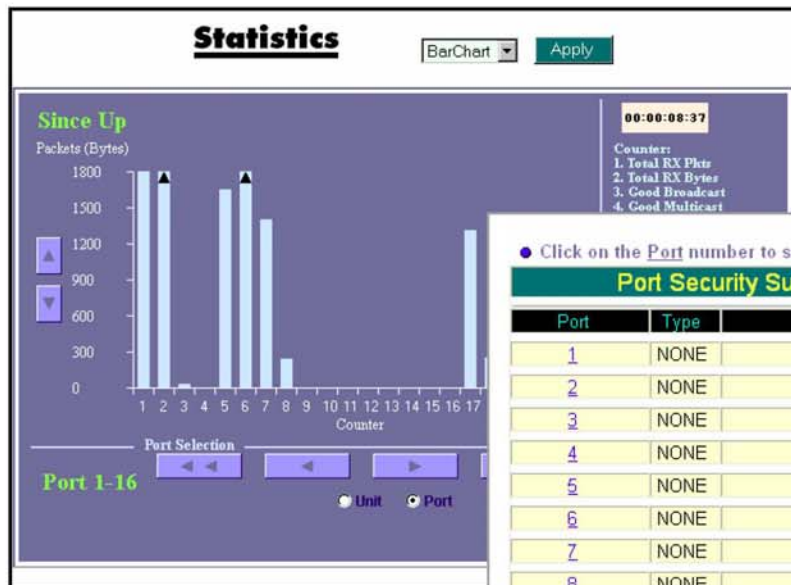 Statistics
BarChart
Apply
Since Up
00:00:08:37
Packets (Bytes)
Counter:
1. Total RX Pkts
2. Total RX Bytes
3. Good Broadcast
4. Good Multicast
1800
1500
1200
900
600
300
0
1 2 3 4 5 6 7 8 9 10 11 12 13 14 15 16 17
Counter
Port Selection
Port 1-16
Unit Port
Click on the Port number to s
Port Security Su
Port Type
1 NONE
2 NONE
3 NONE
4 NONE
5 NONE
6 NONE
7 NONE
8 NONE